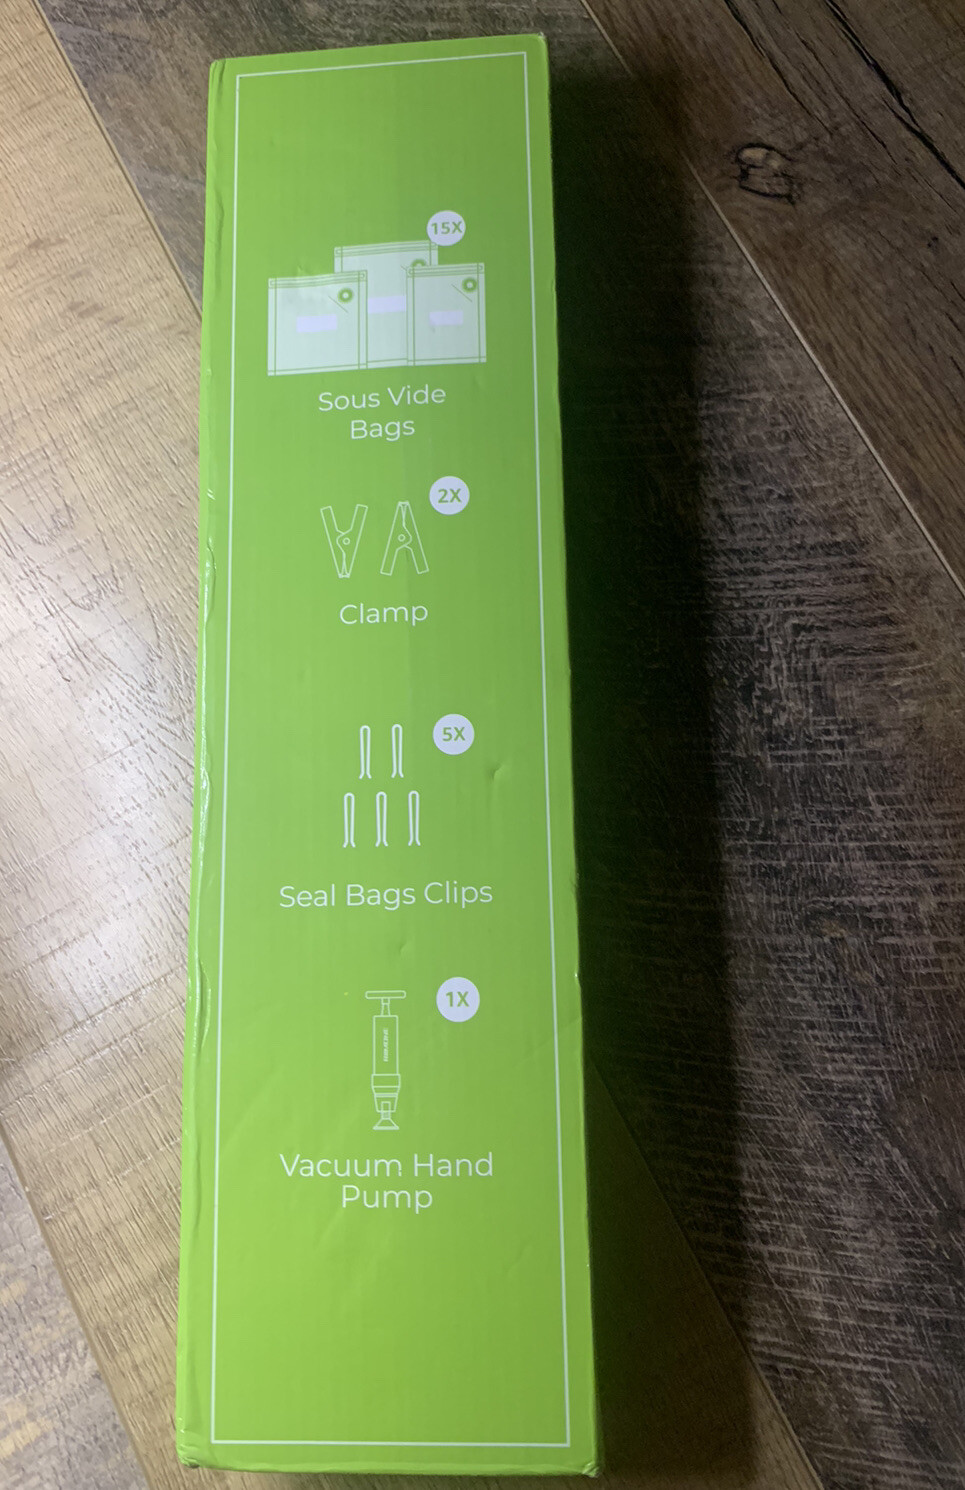 15X
Sous Vide
Bags
2X
Clamp
5X
Seal Bags Clips
1X
Vacuum Hand
Pump